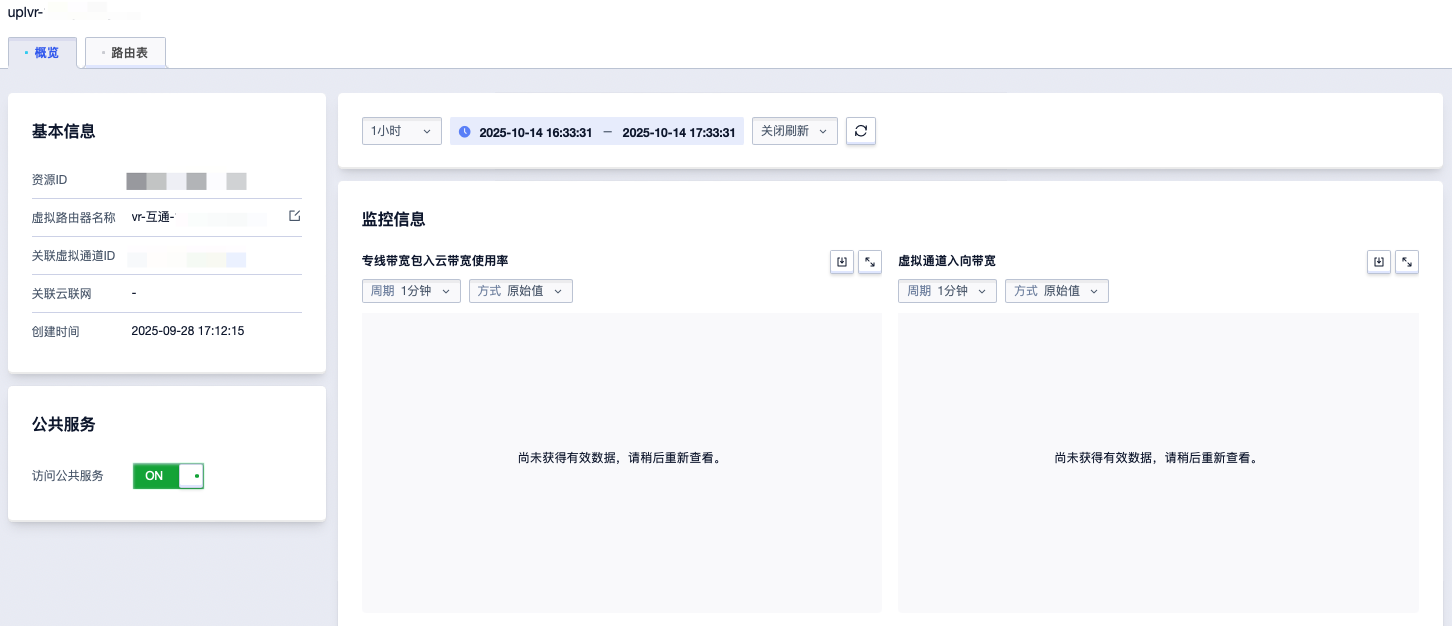 uplvr-
概览
路由表
基本信息
资源ID
虚拟路由器名称 vr-互通-
关联虚拟通道ID
关联云联网 -
创建时间 2025-09-28 17:12:15
公共服务
访问公共服务 ON
1小时 2025-10-14 16:33:31 – 2025-10-14 17:33:31 关闭刷新
监控信息
专线带宽包入云带宽使用率
周期 1分钟 方式 原始值
尚未获得有效数据，请稍后重新查看。
虚拟通道入向带宽
周期 1分钟 方式 原始值
尚未获得有效数据，请稍后重新查看。